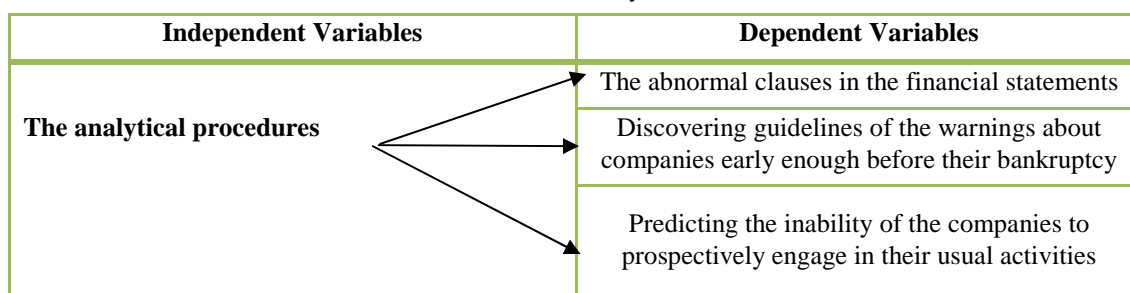 Independent Variables
Dependent Variables
The analytical procedures
The abnormal clauses in the financial statements
Discovering guidelines of the warnings about
companies early enough before their bankruptcy
Predicting the inability of the companies to
prospectively engage in their usual activities